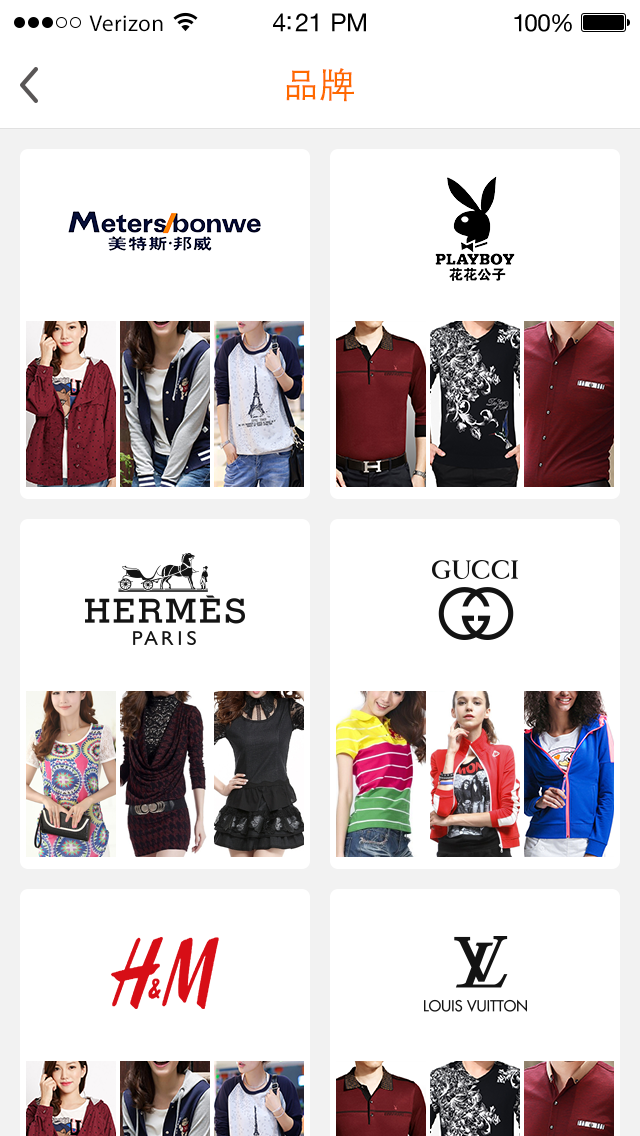 Verizon 4:21 PM 100%
品牌
Meters/bonwe
美特斯·邦威
PLAYBOY
花花公子
HERMÈS
PARIS
GUCCI
H&M
LV
LOUIS VUITTON